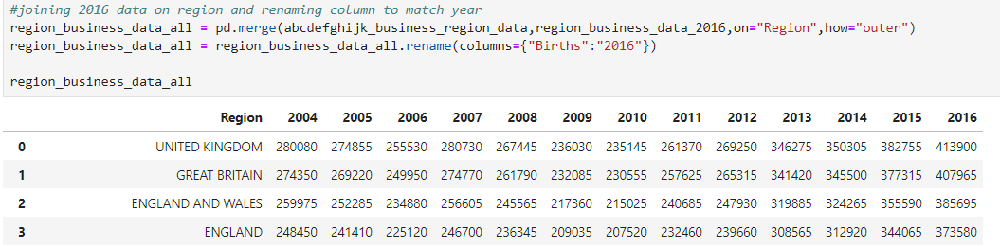 #joining 2016 data on region and renaming column to match year
region_business_data_all = pd.merge(abcdefghijk_business_region_data,region_business_data_2016,on="Region",how="outer")
region_business_data_all = region_business_data_all.rename(columns={"Births":"2016"})
region_business_data_all
Region 2004 2005 2006 2007 2008 2009 2010 2011 2012 2013 2014 2015 2016
0 UNITED KINGDOM 280080 274855 255530 280730 267445 236030 235145 261370 269250 346275 350305 382755 413900
1 GREAT BRITAIN 274350 269220 249950 274770 261790 232085 230555 257625 265315 341420 345500 377315 407965
2 ENGLAND AND WALES 259975 252285 234880 256605 245565 217360 215025 240685 247930 319885 324265 355590 385695
3 ENGLAND 248450 241410 225120 246700 236345 209035 207520 232460 239660 308565 312920 344065 373580